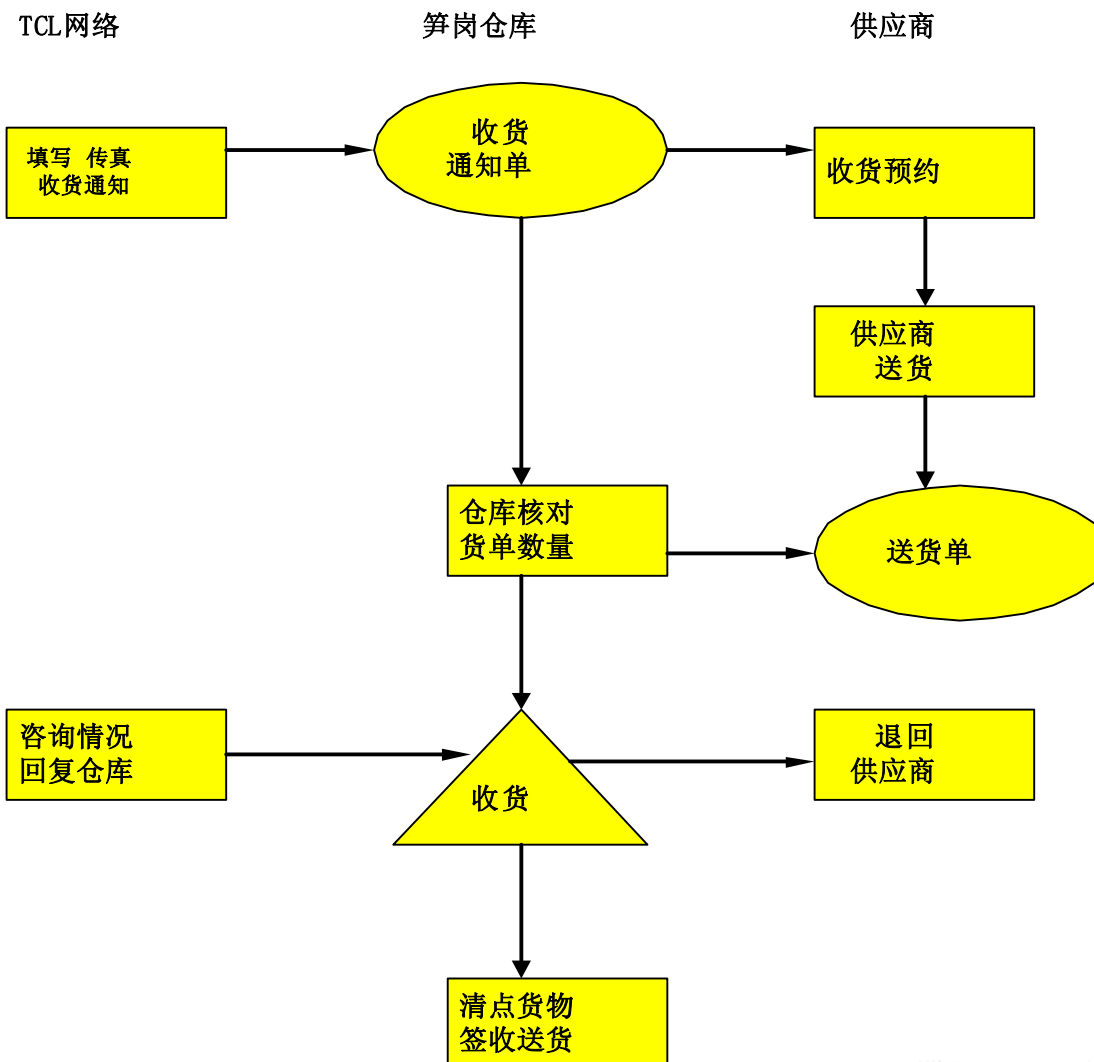 TCL网络
笋岗仓库
供应商
填写 传真
收货通知
收货
通知单
收货预约
供应商
送货
仓库核对
货单数量
送货单
咨询情况
回复仓库
收货
退回
供应商
清点货物
签收送货